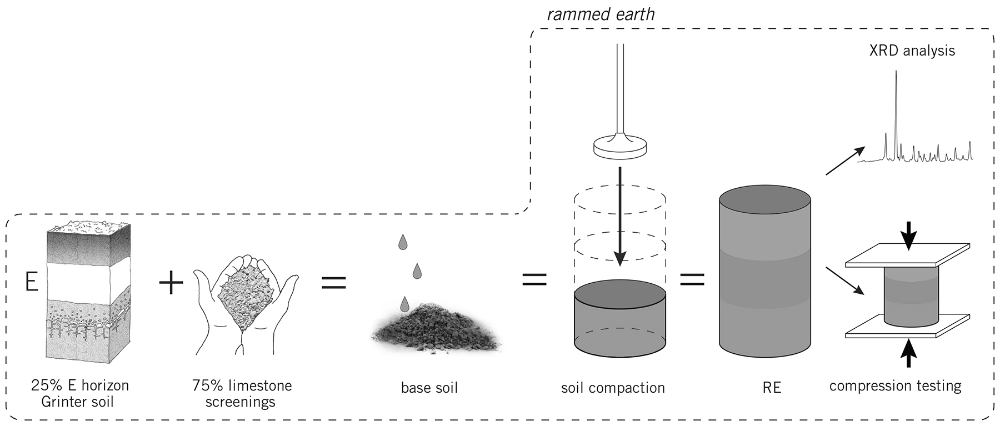 rammed earth
XRD analysis
E
+
=
=
=
25% E horizon
Grinter soil
75% limestone
screenings
base soil
soil compaction
RE
compression testing